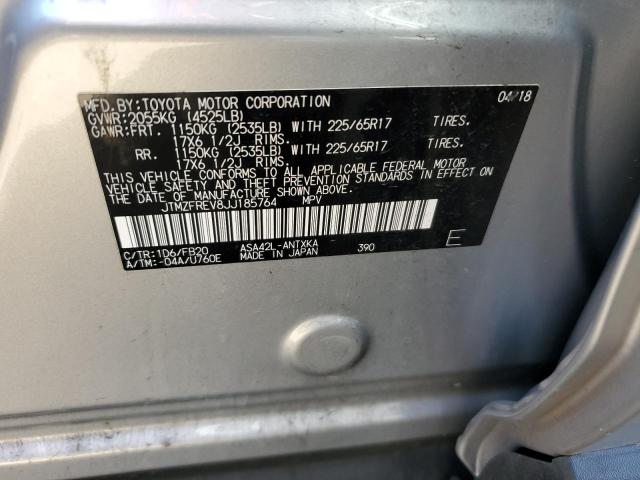 MFD.BY:TOYOTA MOTOR CORPORATION 04/18
GVWR:2055KG (4525LB)
GAWR:FRT. 1150KG (2535LB) WITH 225/65R17 TIRES.
17X6 1/2J RIMS.
RR. 1150KG (2535LB) WITH 225/65R17 TIRES.
17X6 1/2J RIMS.
THIS VEHICLE CONFORMS TO ALL APPLICABLE FEDERAL MOTOR
VEHICLE SAFETY AND THEFT PREVENTION STANDARDS IN EFFECT ON
THE DATE OF MANUFACTURE SHOWN ABOVE.
JTMZFREV8JJ185764 MPV
C/TR:1D6/FB20 ASA42L-ANTXKA 390 E
A/TM:-04A/U760E MADE IN JAPAN